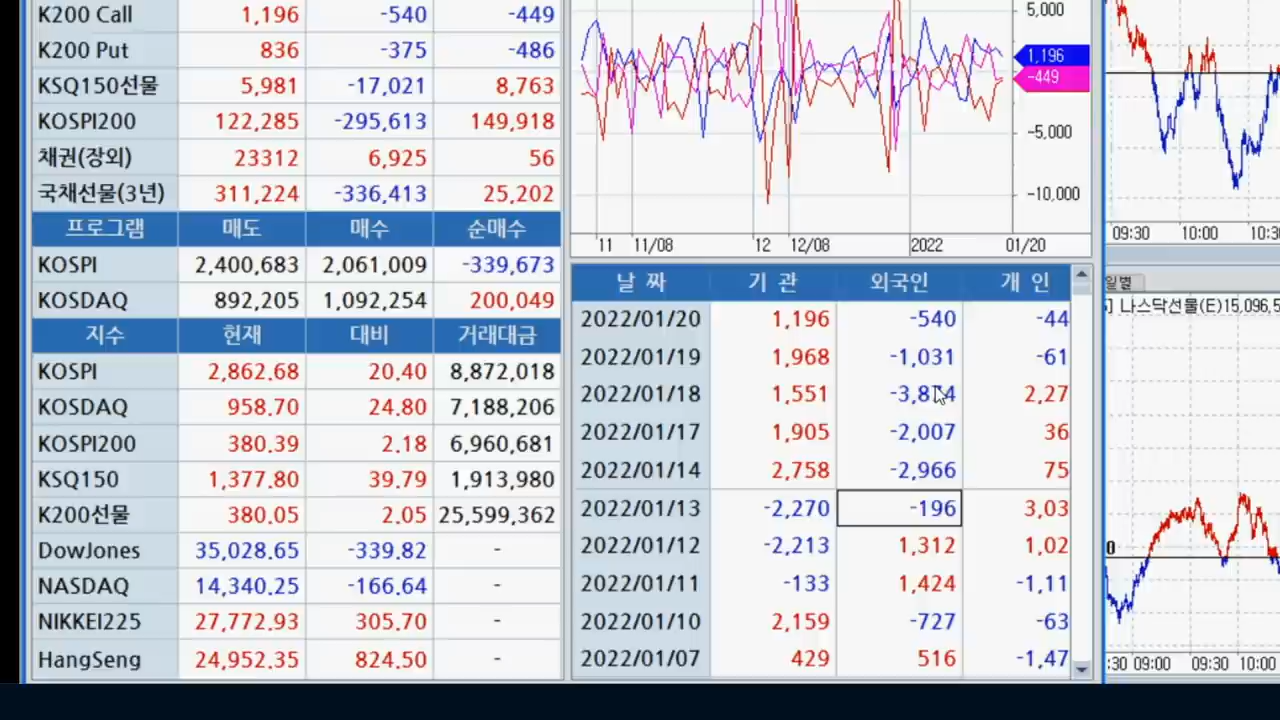 K200 Call 1,196 -540 -449
K200 Put 836 -375 -486
KSQ150선물 5,981 -17,021 8,763
KOSPI200 122,285 -295,613 149,918
채권(장외) 23312 6,925 56
국채선물(3년) 311,224 -336,413 25,202
프로그램 매도 매수 순매수
KOSPI 2,400,683 2,061,009 -339,673
KOSDAQ 892,205 1,092,254 200,049
지수 현재 대비 거래대금
KOSPI 2,862.68 20.40 8,872,018
KOSDAQ 958.70 24.80 7,188,206
KOSPI200 380.39 2.18 6,960,681
KSQ150 1,377.80 39.79 1,913,980
K200선물 380.05 2.05 25,599,362
DowJones 35,028.65 -339.82 -
NASDAQ 14,340.25 -166.64 -
NIKKEI225 27,772.93 305.70 -
HangSeng 24,952.35 824.50 -
5,000
1,196
-449
-5,000
-10,000
11 11/08 12 12/08 2022 01/20
날 짜 기 관 외국인 개 인
2022/01/20 1,196 -540 -44
2022/01/19 1,968 -1,031 -61
2022/01/18 1,551 2,27
2022/01/17 1,905 -2,007 36
2022/01/14 2,758 -2,966 75
2022/01/13 -2,270 -196 3,03
2022/01/12 -2,213 1,312 1,02
2022/01/11 -133 1,424 -1,11
2022/01/10 2,159 -727 -63
2022/01/07 429 516 -1,47
09:30 10:00 10:30
일별
나스닥선물(E)15,096,5
0
:30 09:00 09:30 10:00